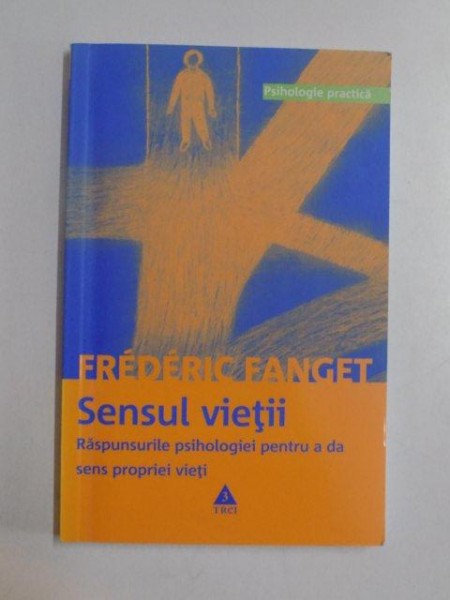 Psihologie practică
FRÉDÉRIC FANGET
Sensul vieţii
Răspunsurile psihologiei pentru a da
sens propriei vieţi
3
TREI